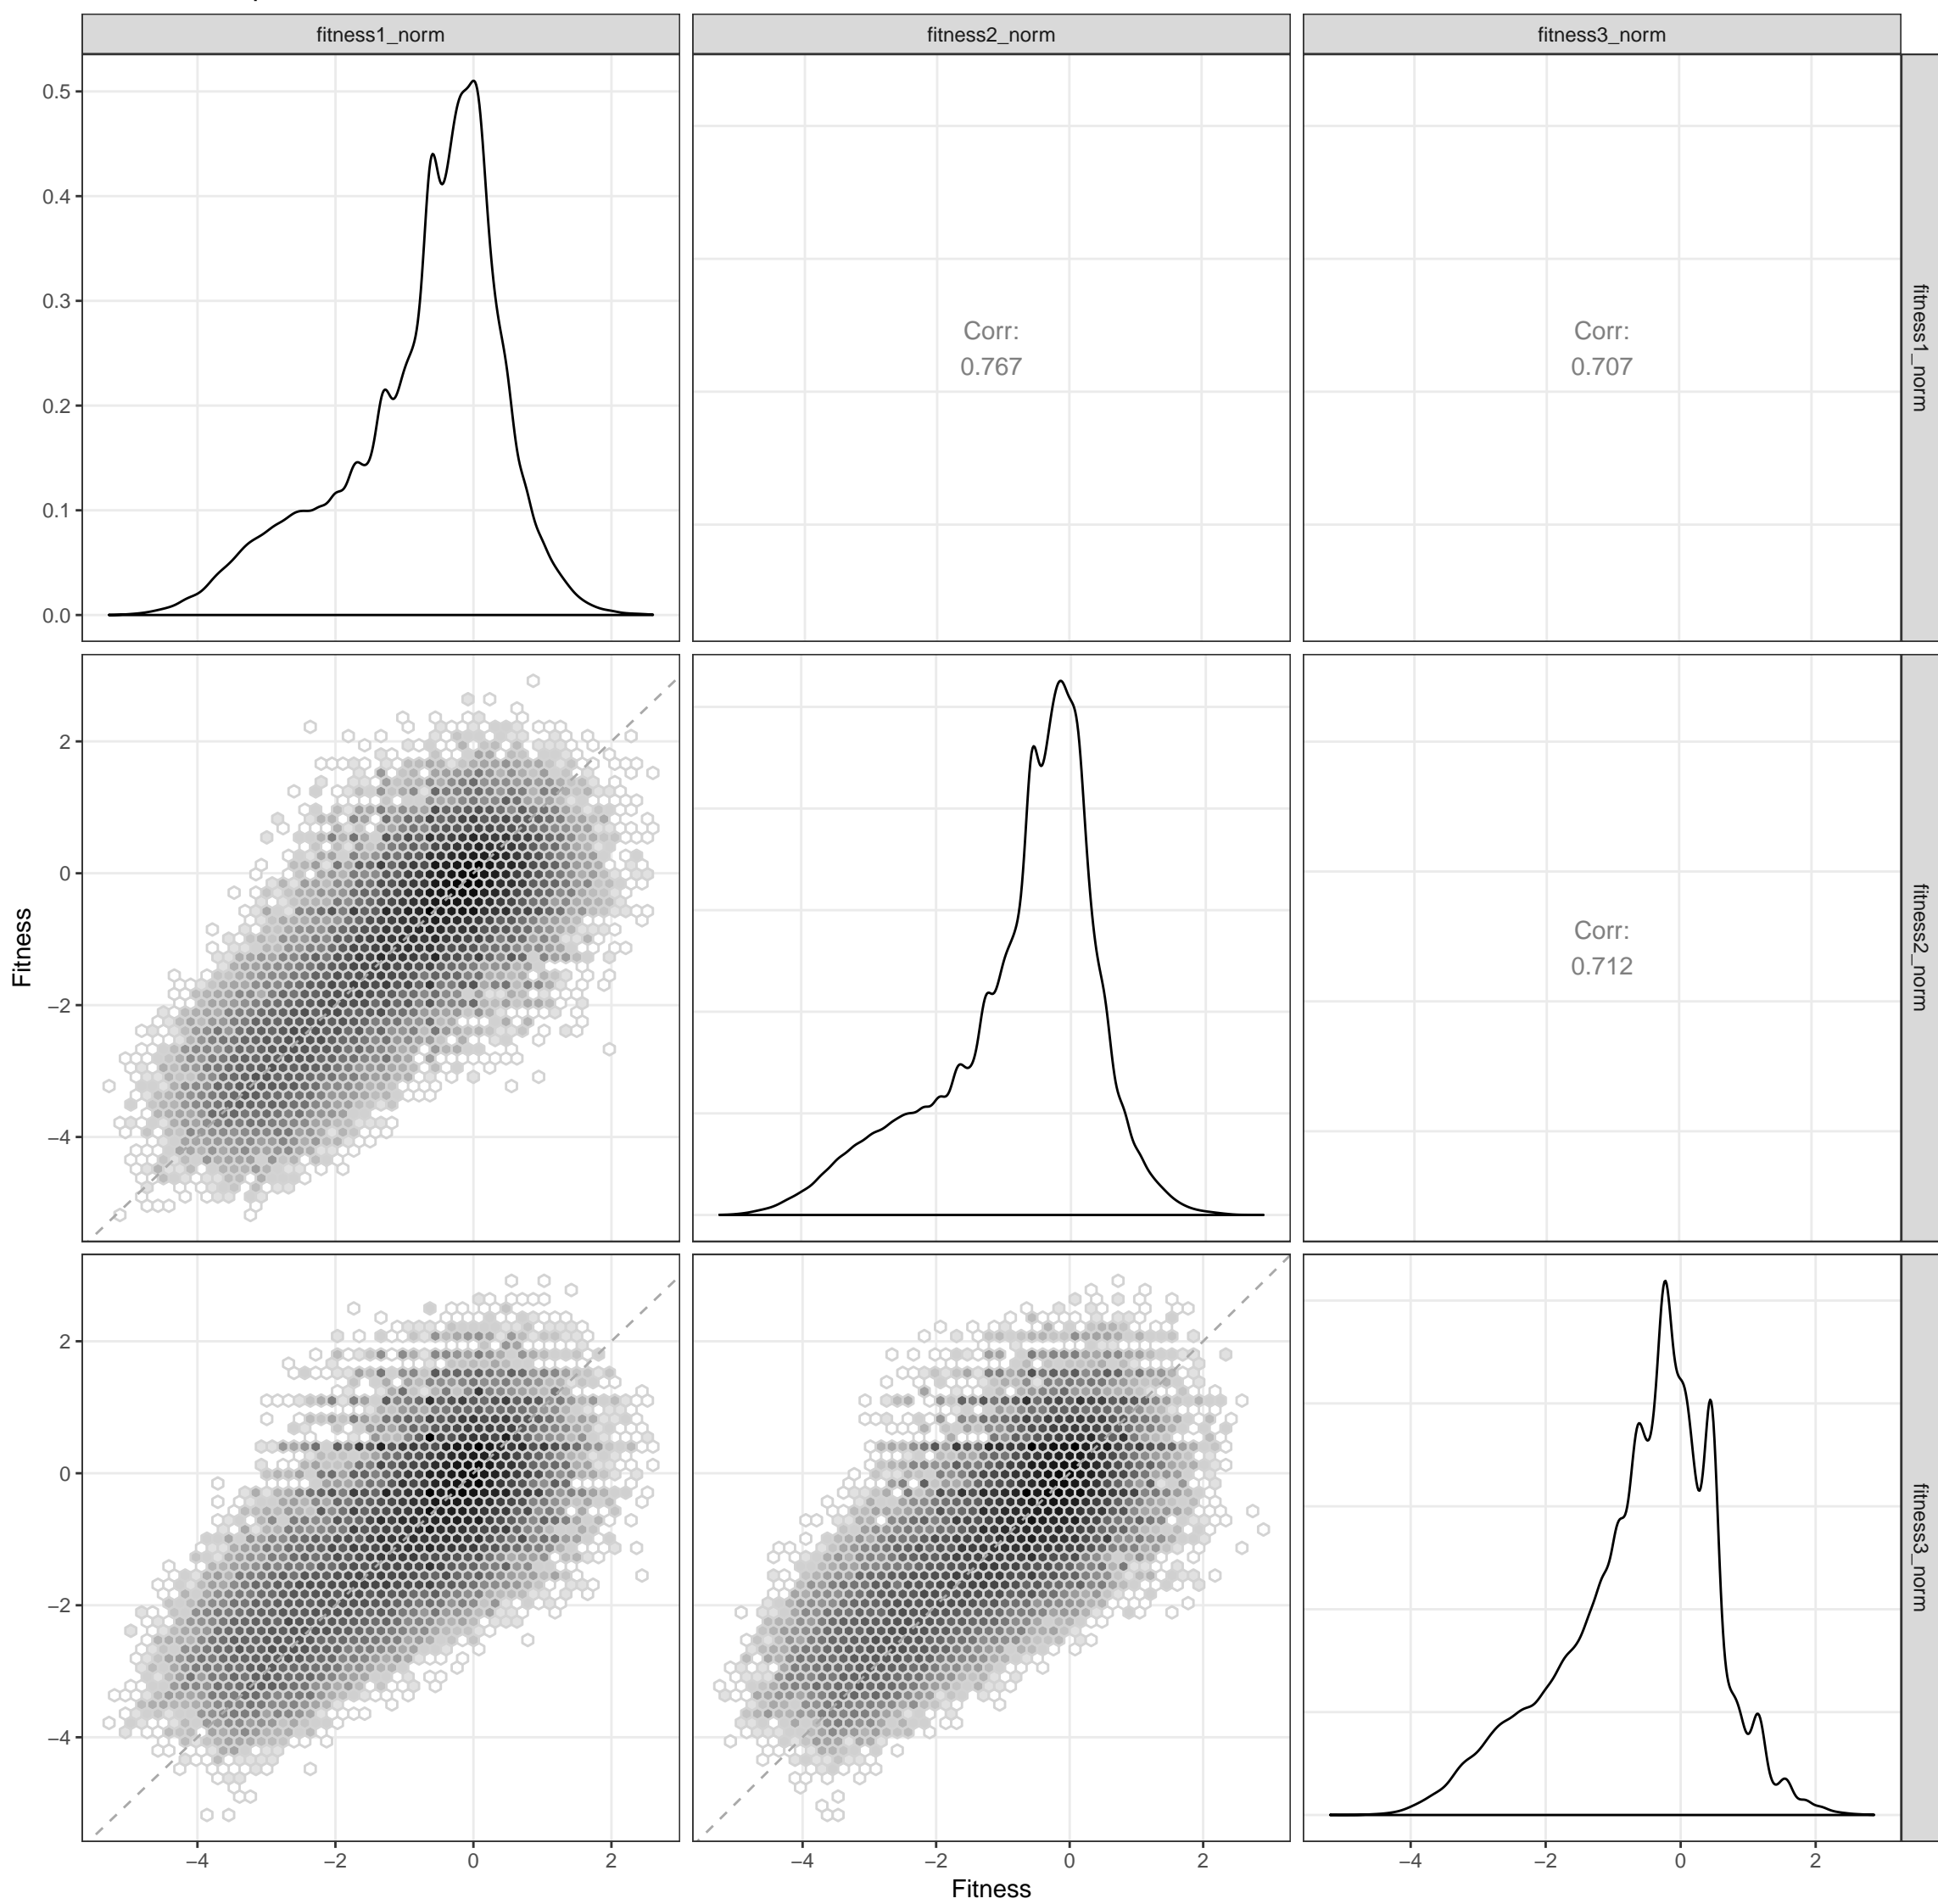 fitness1_norm fitness2_norm fitness3_norm
0.5
0.4
0.3
0.2
0.1
0.0
Corr:
0.767
Corr:
0.707
fitness1_norm
Fitness
2
0
−2
−4
Corr:
0.712
fitness2_norm
2
0
−2
−4
fitness3_norm
−4 −2 0 2 −4 −2 0 2 −4 −2 0 2
Fitness